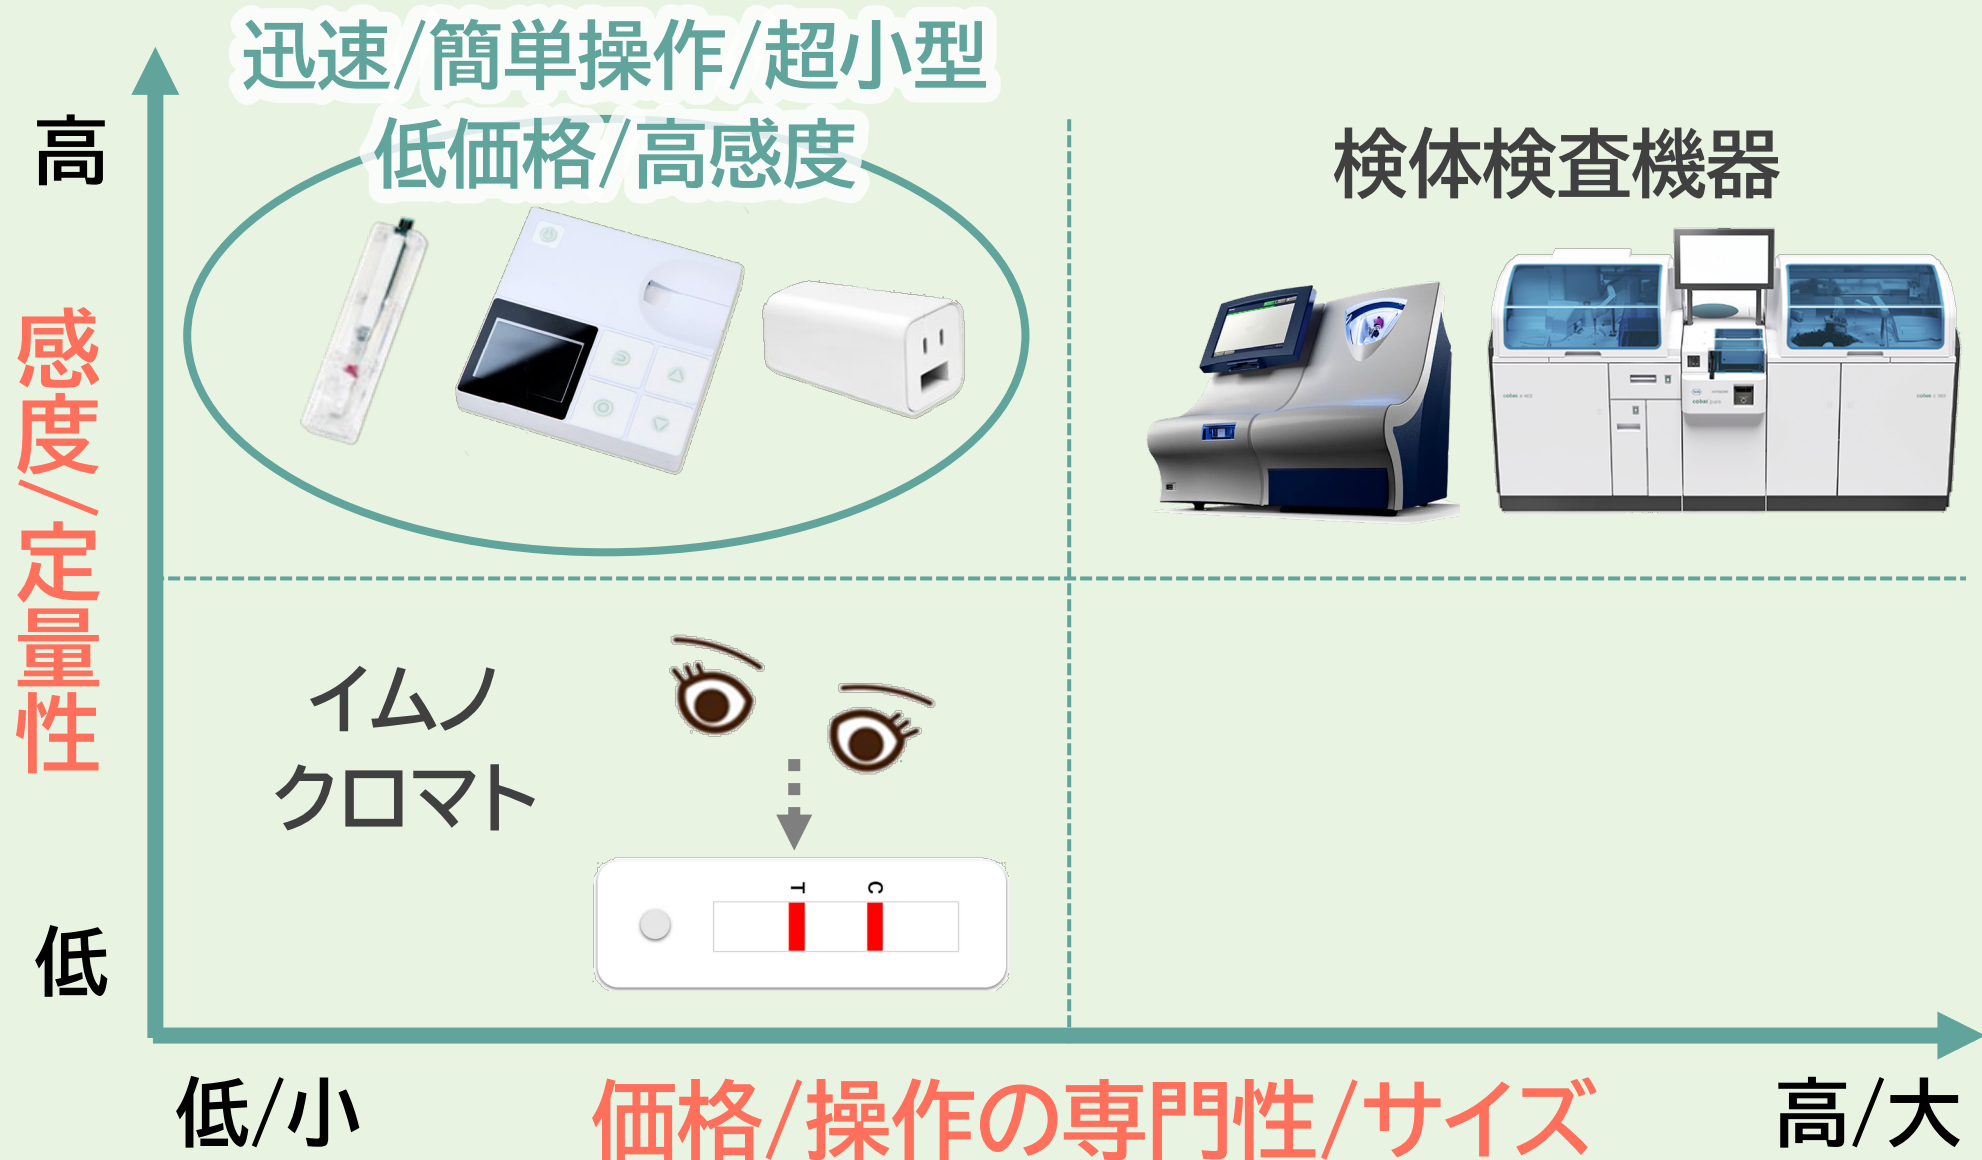 迅速/簡単操作/超小型
低価格/高感度
高
検体検査機器
感度/定量性
イムノ
クロマト
T C
低
低/小
価格/操作の専門性/サイズ
高/大